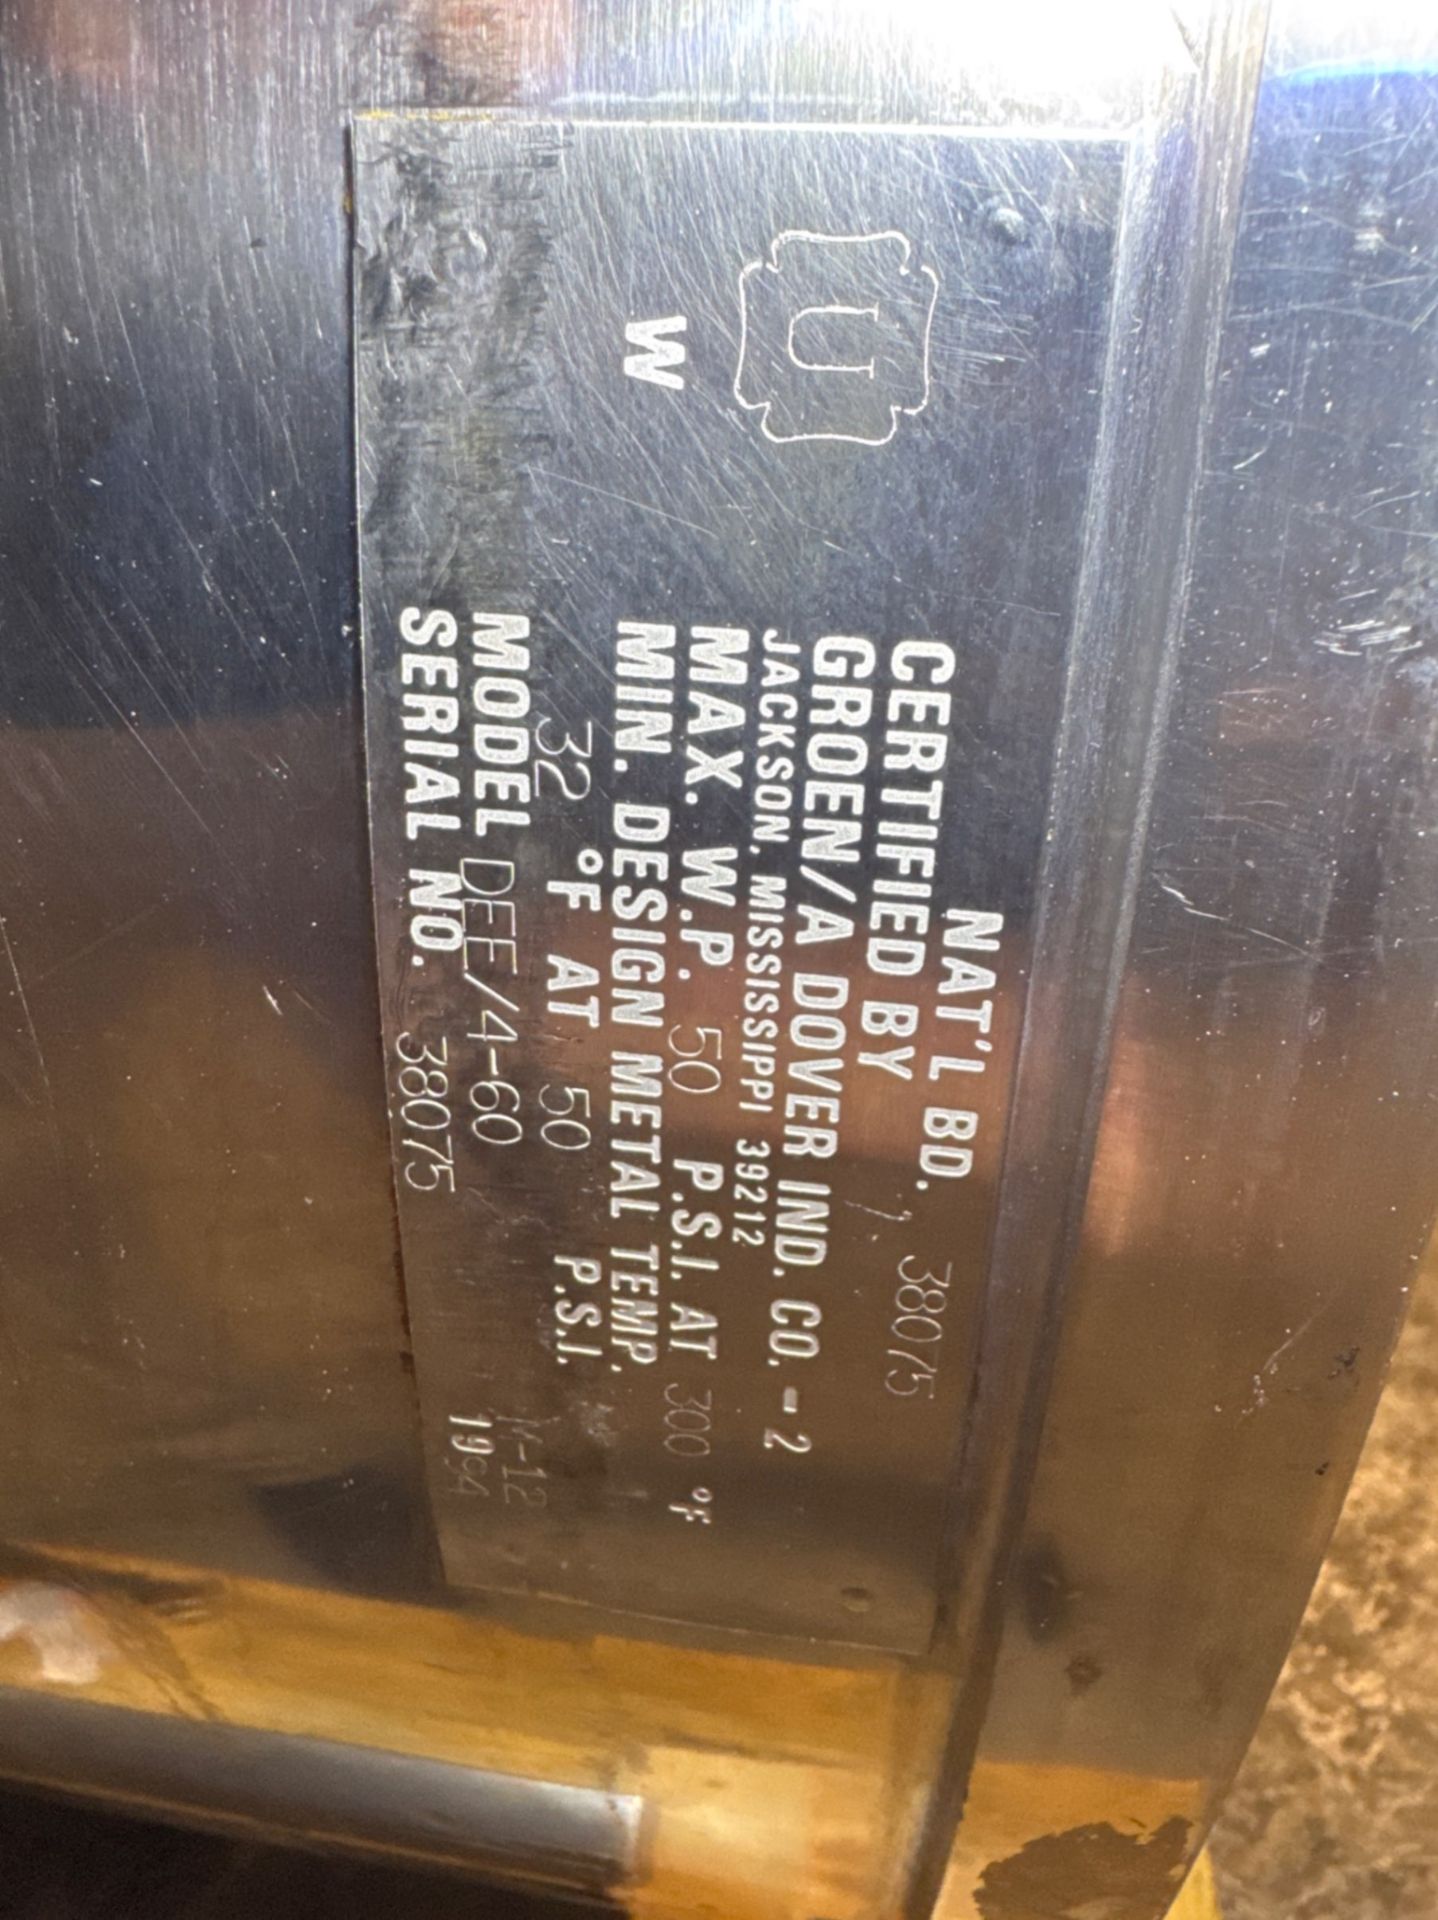 U
W
NAT'L BD. 38075
CERTIFIED BY
GROEN/A DOVER IND. CO. - 2
JACKSON, MISSISSIPPI 39212
MAX. W.P. 50 P.S.I. AT 300 °F
MIN. DESIGN METAL TEMP.
32 °F AT 50 P.S.I.
MODEL DEE/4-60
SERIAL NO. 38075
1994